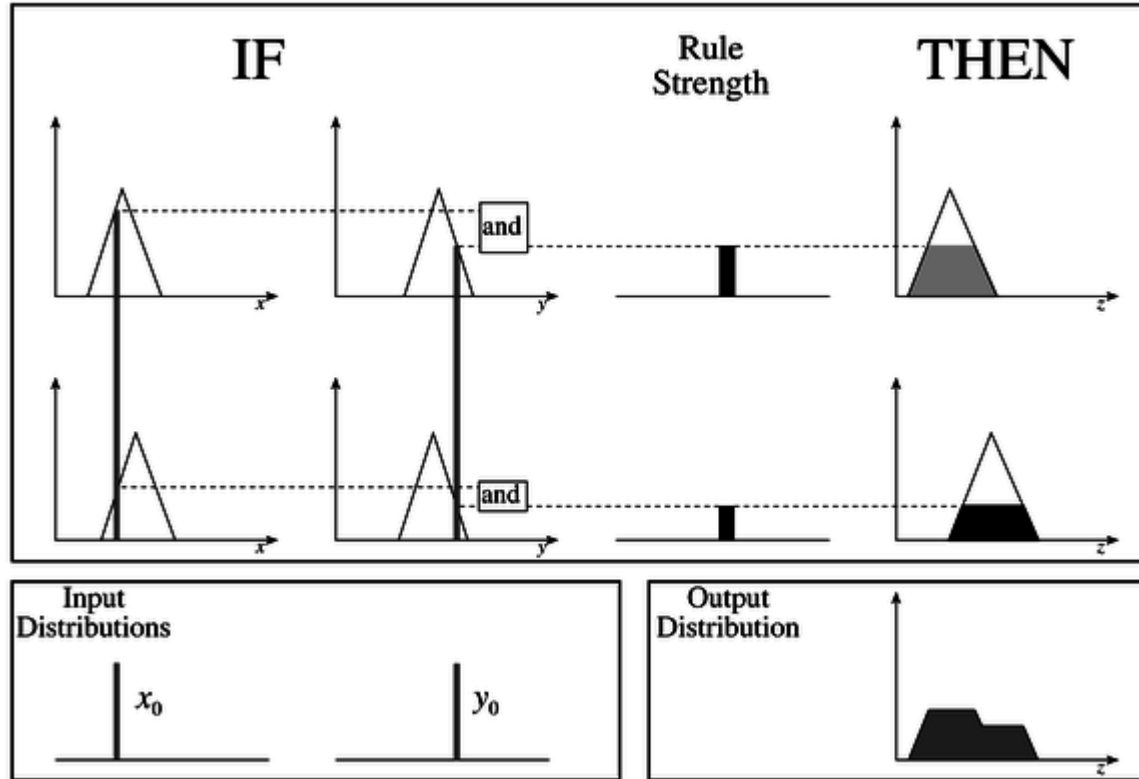 IF
Rule
Strength
THEN
x
y
and
z
x
y
and
z
Input
Distributions
x₀
y₀
Output
Distribution
z